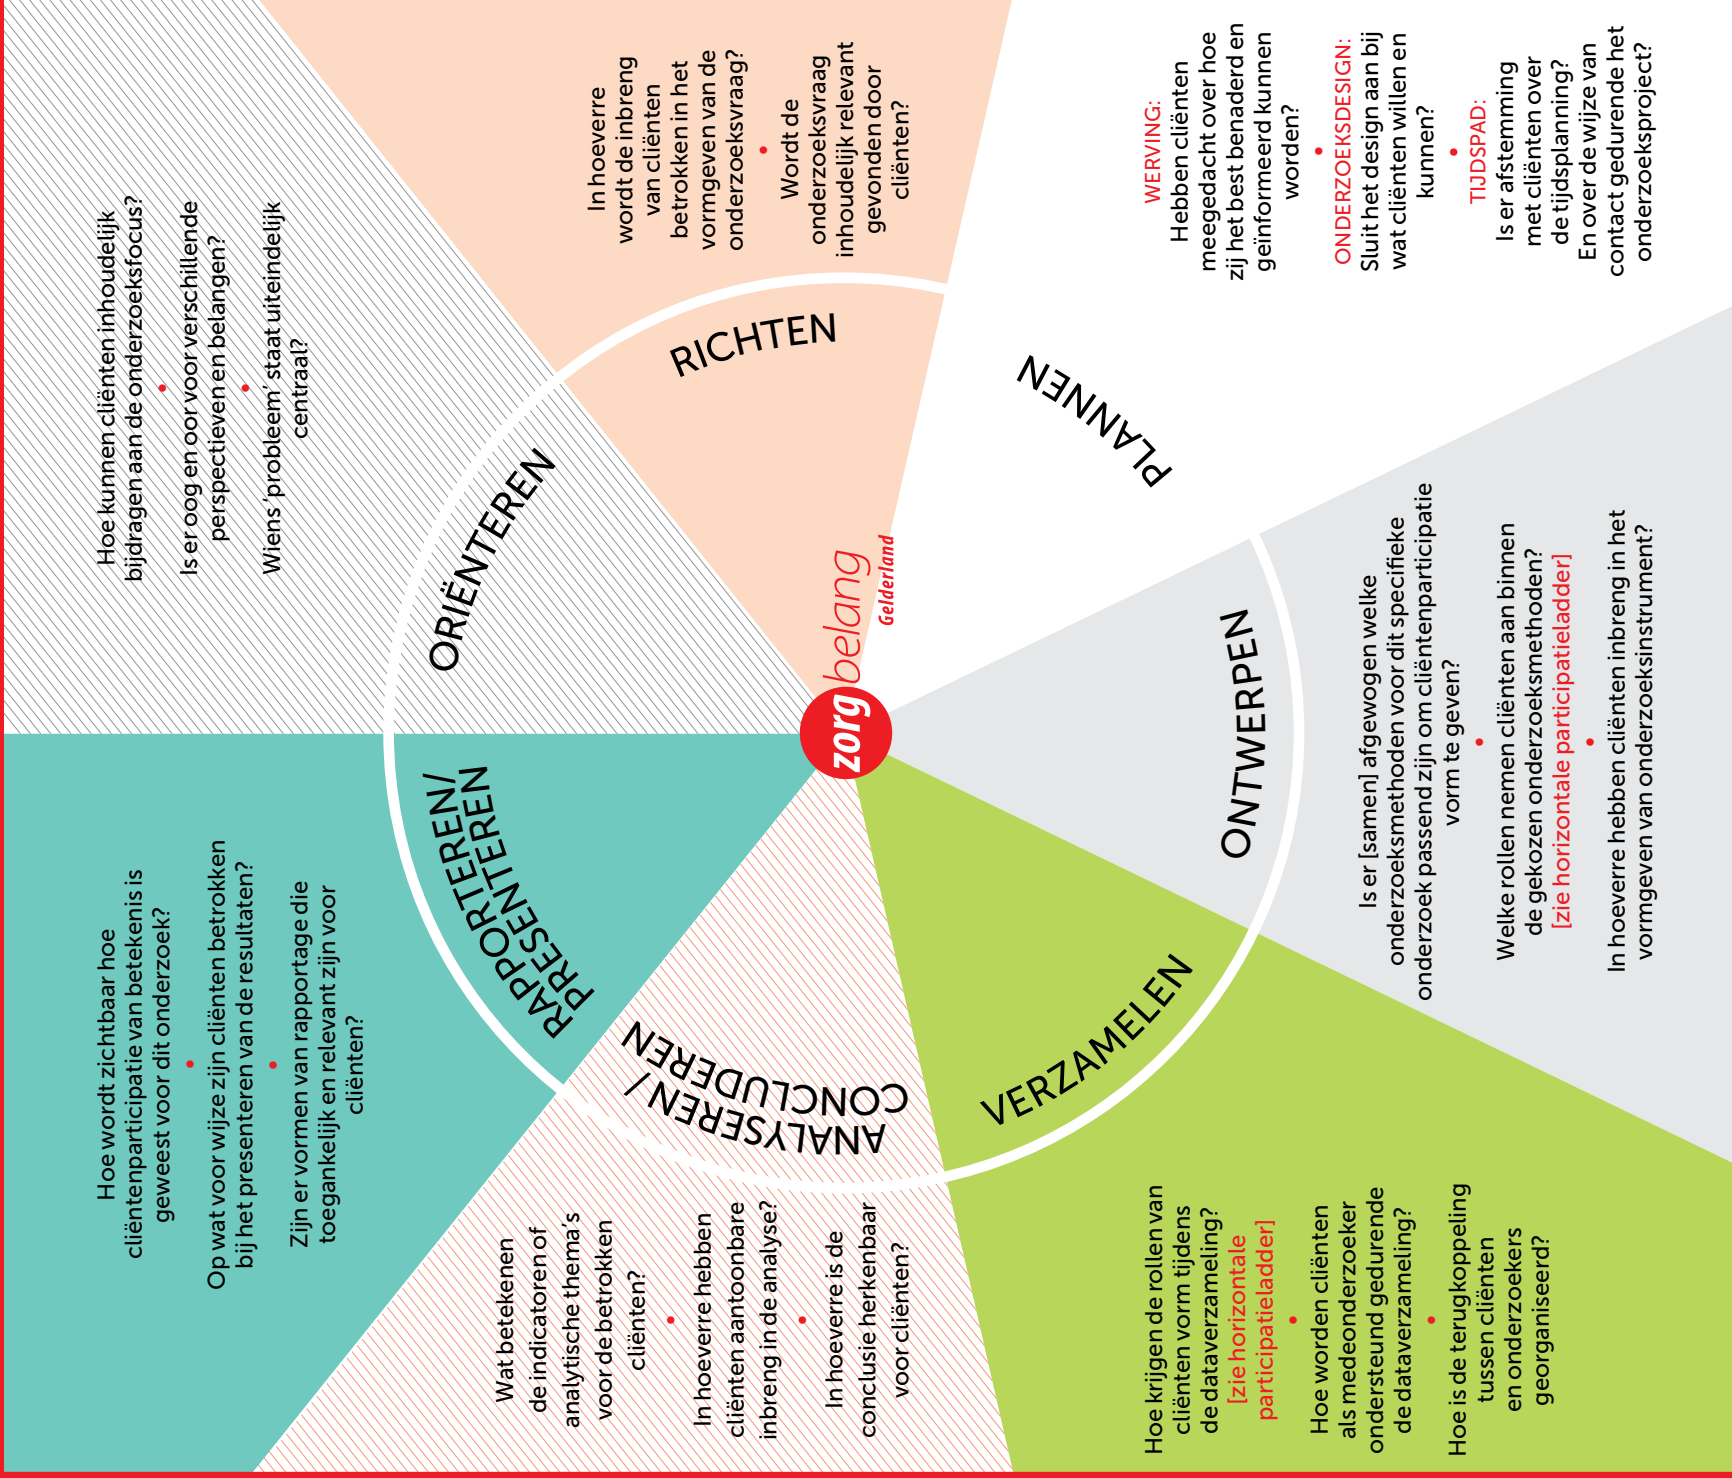 Hoe kunnen cliënten inhoudelijk
bijdragen aan de onderzoeksfocus?
•
Is er oog en oor voor verschillende
perspectieven en belangen?
•
Wiens ‘probleem’ staat uiteindelijk
centraal?
ORIËNTEREN
In hoeverre
wordt de inbreng
van cliënten
betrokken in het
vormgeven van de
onderzoeksvraag?
•
Wordt de
onderzoeksvraag
inhoudelijk relevant
gevonden door
cliënten?
RICHTEN
WERVING:
Hebben cliënten
meegedacht over hoe
zij het best benaderd en
geïnformeerd kunnen
worden?
•
ONDERZOEKSDESIGN:
Sluit het design aan bij
wat cliënten willen en
kunnen?
•
TIJDSPAD:
Is er afstemming
met cliënten over
de tijdsplanning?
En over de wijze van
contact gedurende het
onderzoeksproject?
PLANNEN
ONTWERPEN
Is er [samen] afgewogen welke
onderzoeksmethoden voor dit specifieke
onderzoek passend zijn om cliëntenparticipatie
vorm te geven?
•
Welke rollen nemen cliënten aan binnen
de gekozen onderzoeksmethoden?
[zie horizontale participatieladder]
•
In hoeverre hebben cliënten inbreng in het
vormgeven van onderzoeksinstrument?
VERZAMELEN
Hoe krijgen de rollen van
cliënten vorm tijdens
de dataverzameling?
[zie horizontale
participatieladder]
•
Hoe worden cliënten
als medeonderzoeker
ondersteund gedurende
de dataverzameling?
•
Hoe is de terugkoppeling
tussen cliënten
en onderzoekers
georganiseerd?
ANALYSEREN/
CONCLUDEREN
Wat betekenen
de indicatoren of
analytische thema’s
voor de betrokken
cliënten?
•
In hoeverre hebben
cliënten aantoonbare
inbreng in de analyse?
•
In hoeverre is de
conclusie herkenbaar
voor cliënten?
RAPPORTEREN/
PRESENTEREN
Hoe wordt zichtbaar hoe
cliëntenparticipatie van betekenis is
geweest voor dit onderzoek?
•
Op wat voor wijze zijn cliënten betrokken
bij het presenteren van de resultaten?
•
Zijn er vormen van rapportage die
toegankelijk en relevant zijn voor
cliënten?
zorgbelang
Gelderland